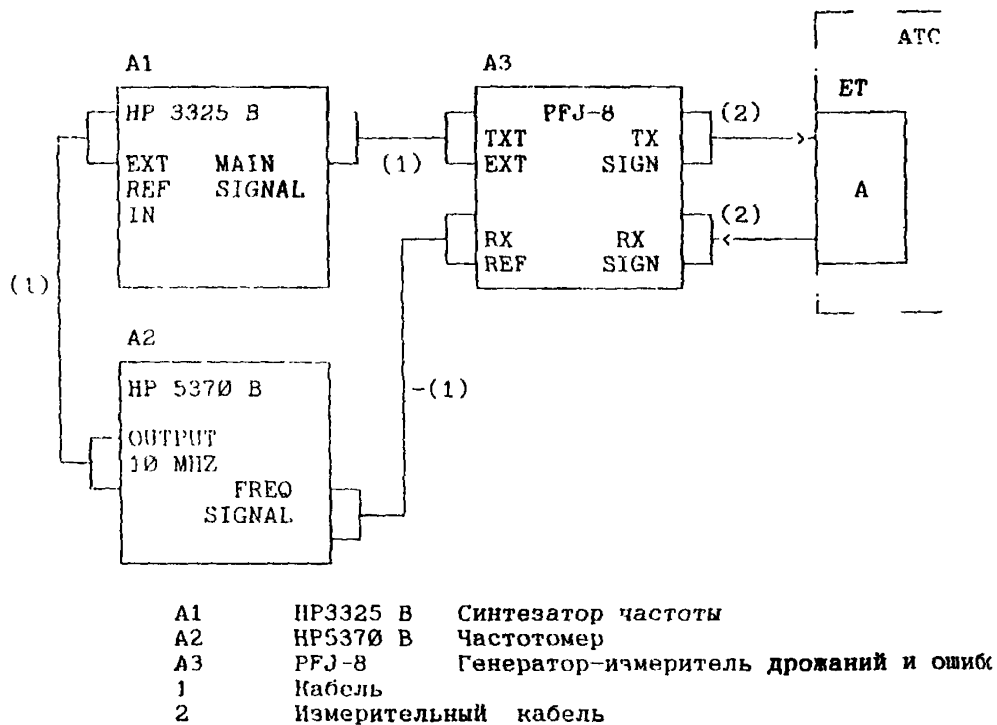 АТС
A1
A3
ET
HP 3325 B
PFJ-8
(2)
TXT TX
EXT MAIN
(1)
EXT SIGN
REF SIGNAL
A
IN
(2)
RX RX
REF SIGN
(1)
A2
HP 5370 B
-(1)
OUTPUT
10 MHZ
FREQ
SIGNAL
A1 HP3325 B Синтезатор частоты
A2 HP5370 B Частотомер
A3 PFJ-8 Генератор-измеритель дрожаний и
1 Кабель
2 Измерительный кабель